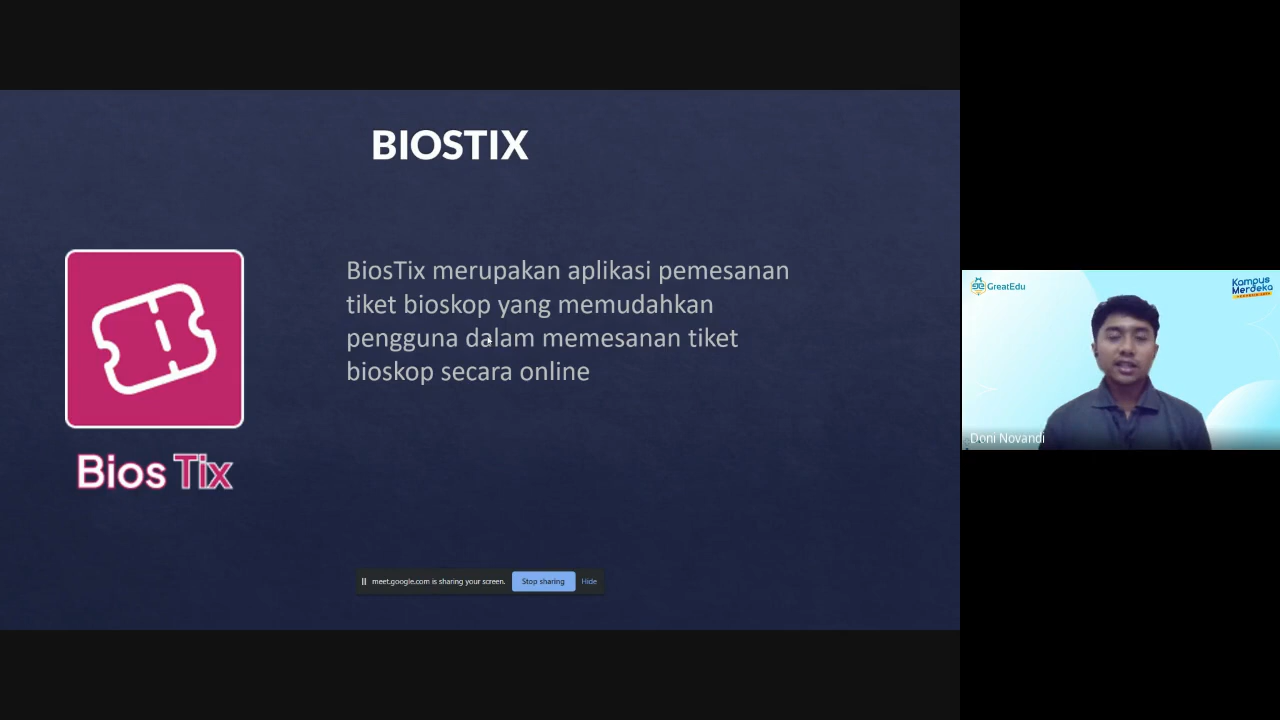 BIOSTIX
BiosTix merupakan aplikasi pemesanan
tiket bioskop yang memudahkan
pengguna dalam memesanan tiket
bioskop secara online
Bios Tix
meet.google.com is sharing your screen. Stop sharing Hide
GreatEdu
Kampus
Merdeka
Doni Novandi